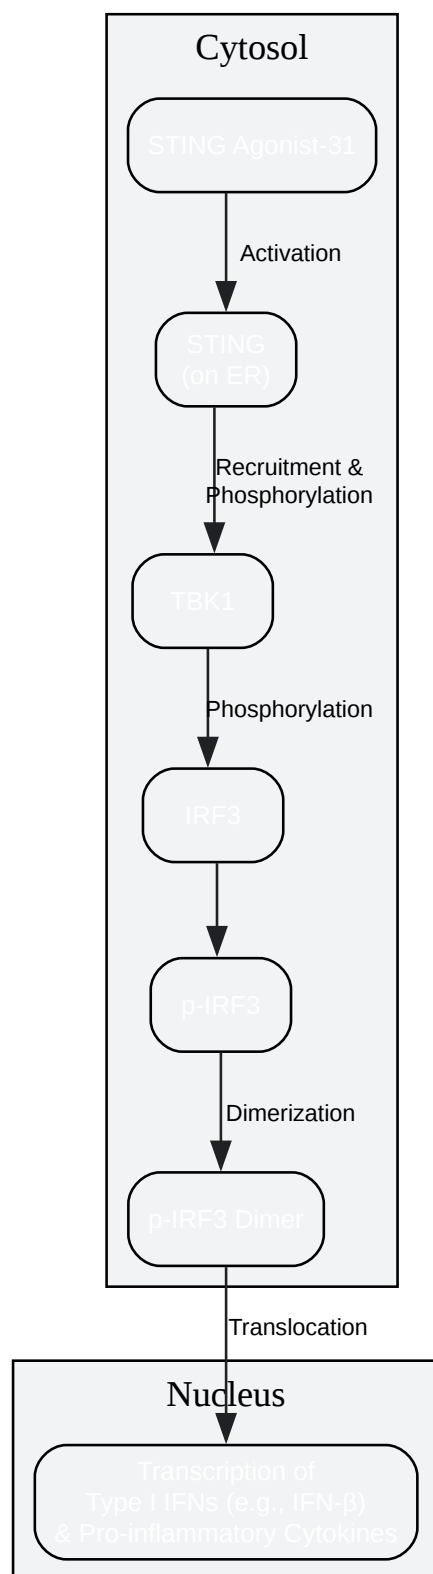 Cytosol
STING Agonist-31
Activation
STING
(on ER)
Recruitment &
Phosphorylation
TBK1
Phosphorylation
IRF3
p-IRF3
Dimerization
p-IRF3 Dimer
Translocation
Nucleus
Transcription of
Type I IFNs (e.g., IFN-β)
& Pro-inflammatory Cytokines